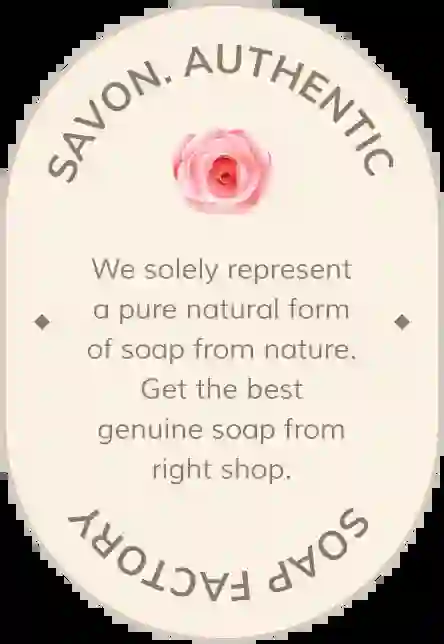 SAVON. AUTHENTIC
We solely represent
a pure natural form
of soap from nature.
Get the best
genuine soap from
right shop.
SOAP FACTORY